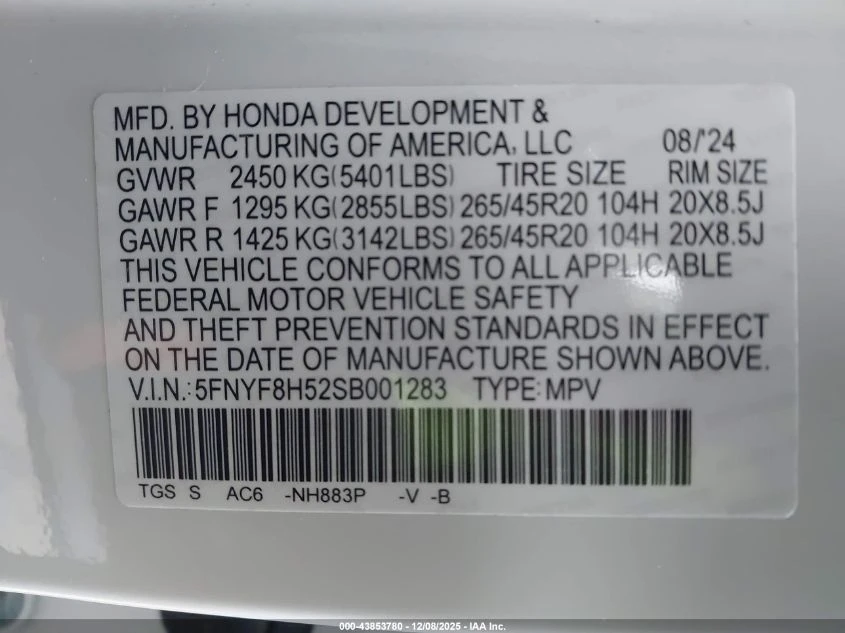 MFD. BY HONDA DEVELOPMENT &
MANUFACTURING OF AMERICA, LLC 08/'24
GVWR 2450 KG(5401LBS) TIRE SIZE RIM SIZE
GAWR F 1295 KG(2855LBS) 265/45R20 104H 20X8.5J
GAWR R 1425 KG(3142LBS) 265/45R20 104H 20X8.5J
THIS VEHICLE CONFORMS TO ALL APPLICABLE
FEDERAL MOTOR VEHICLE SAFETY
AND THEFT PREVENTION STANDARDS IN EFFECT
ON THE DATE OF MANUFACTURE SHOWN ABOVE.
V.I.N.:5FNYF8H52SB001283 TYPE:MPV
TGS S AC6 -NH883P -V -B
000-43853780 - 12/08/2025 - IAA Inc.